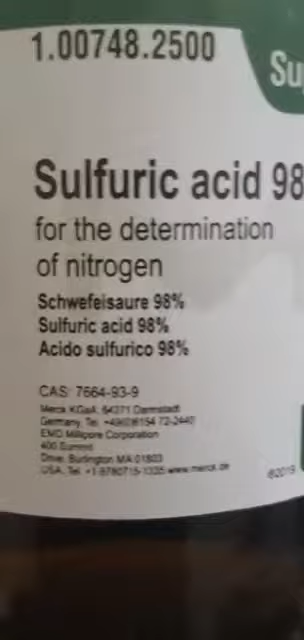 1.00748.2500
Su
Sulfuric acid 98
for the determination
of nitrogen
Schwefelsaure 98%
Sulfuric acid 98%
Acido sulfurico 98%
CAS: 7664-93-9
Merck KGaA, 64271 Darmstadt
Germany, Tel. +49(0)6154 72-2440
EMD Millipore Corporation
400 Summit
Drive, Burlington MA 01803
USA, Tel. +1-9780715-1335 www.merck.de
©2019